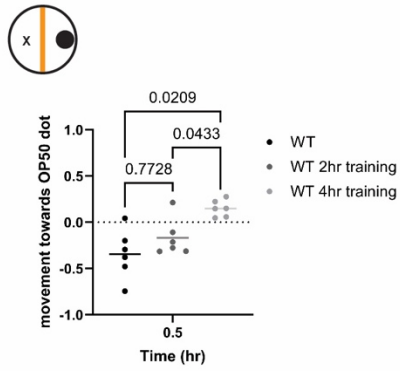 x
0.0209
0.0433
0.7728
1.0
0.5
0.0
-0.5
-1.0
movement towards OP50 dot
0.5
Time (hr)
WT
WT 2hr training
WT 4hr training